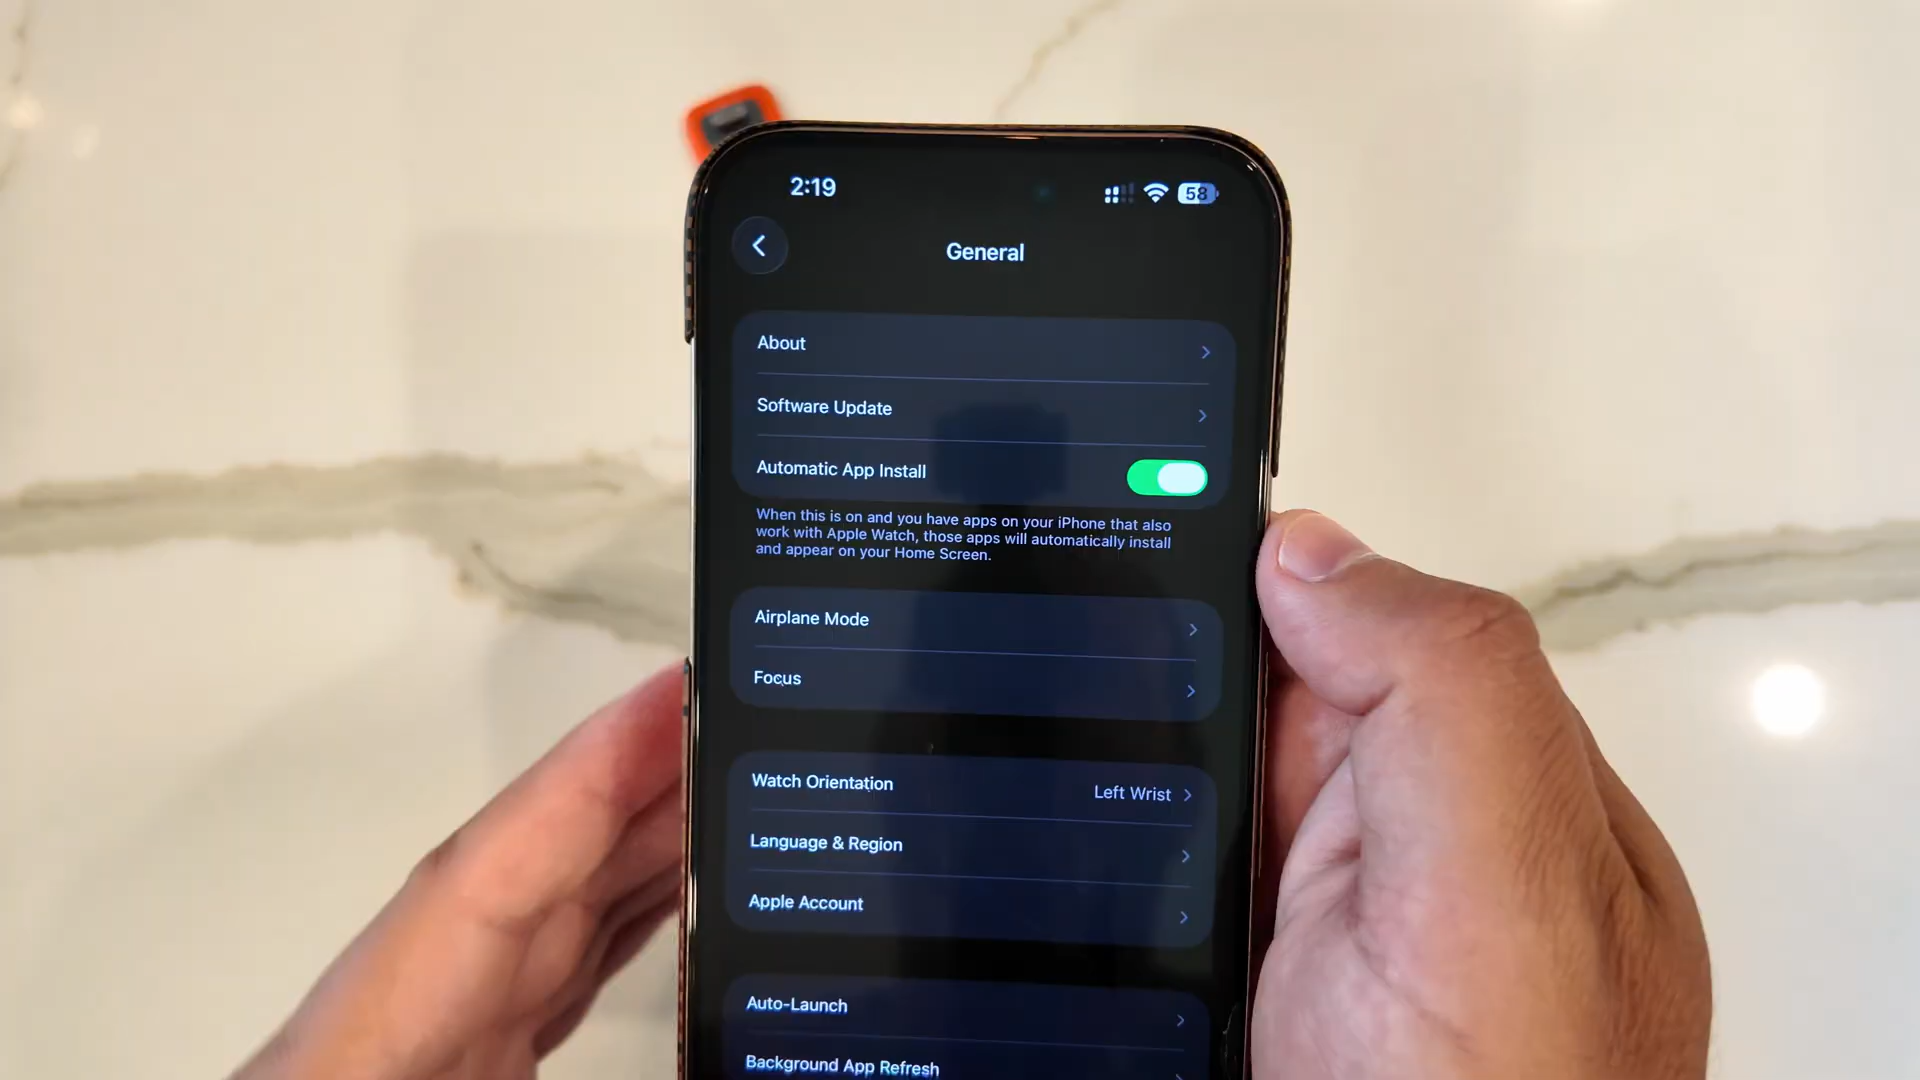 2:19
58
General
About
Software Update
Automatic App Install
When this is on and you have apps on your iPhone that also
work with Apple Watch, those apps will automatically install
and appear on your Home Screen.
Airplane Mode
Focus
Watch Orientation Left Wrist
Language & Region
Apple Account
Auto-Launch
Background App Refresh